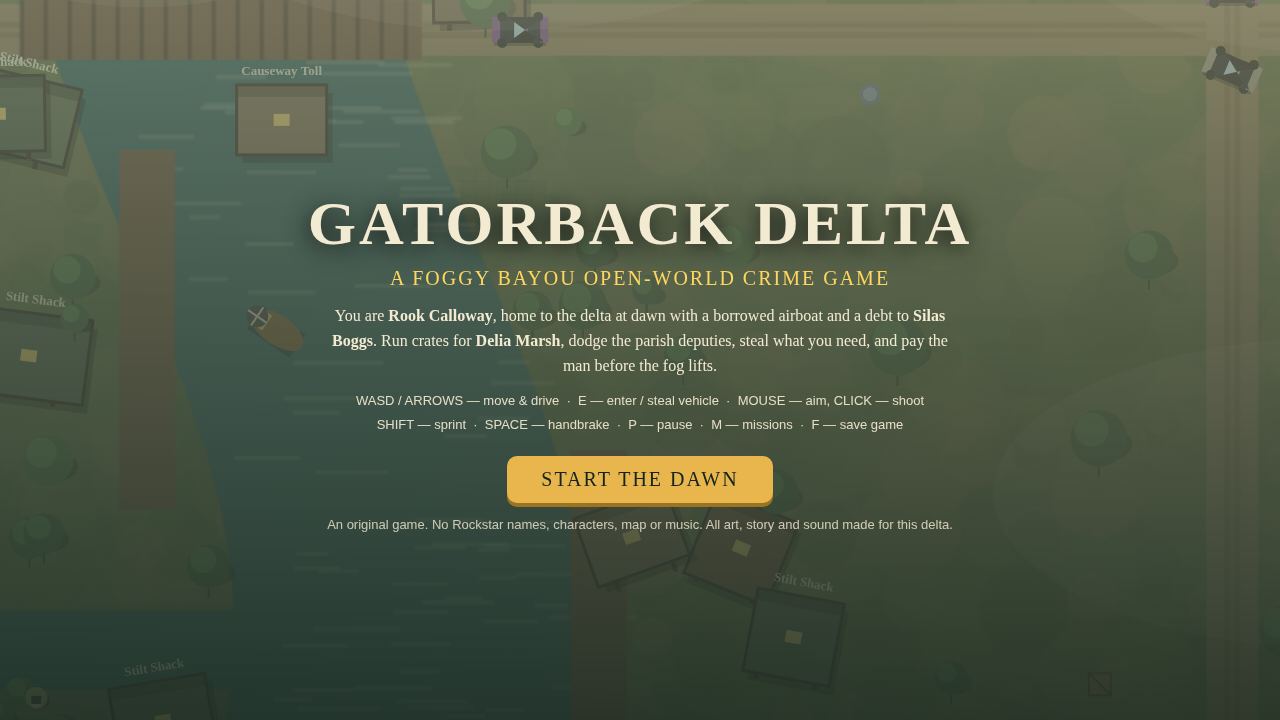 Stilt Shack
Causeway Toll
GATORBACK DELTA
A FOGGY BAYOU OPEN-WORLD CRIME GAME
Stilt Shack
You are Rook Calloway, home to the delta at dawn with a borrowed airboat and a debt to Silas
Boggs. Run crates for Delia Marsh, dodge the parish deputies, steal what you need, and pay the
man before the fog lifts.
WASD / ARROWS — move & drive · E — enter / steal vehicle · MOUSE — aim, CLICK — shoot
SHIFT — sprint · SPACE — handbrake · P — pause · M — missions · F — save game
START THE DAWN
An original game. No Rockstar names, characters, map or music. All art, story and sound made for this delta.
Stilt Shack
Stilt Shack